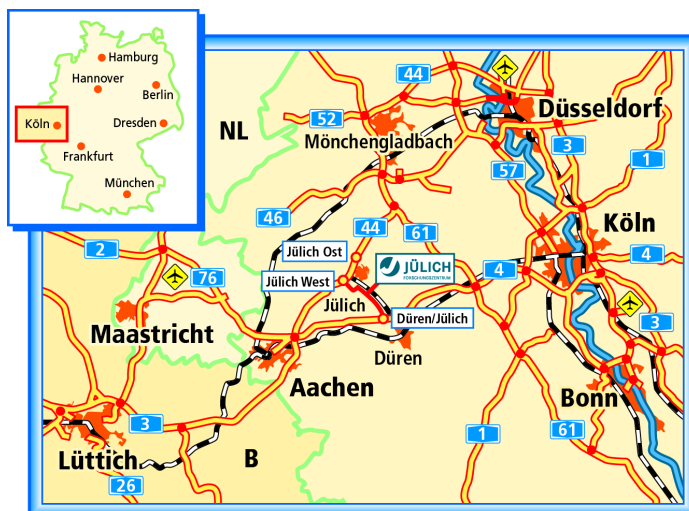 Hamburg
Hannover
Berlin
Köln
Dresden
Frankfurt
München
44
Düsseldorf
52
NL
Mönchengladbach
3
1
57
46
44
61
Köln
2
Jülich Ost
JÜLICH
FORSCHUNGSZENTRUM
4
4
76
Jülich West
Jülich
Düren/Jülich
3
Maastricht
Düren
Aachen
Bonn
3
1
61
Lüttich
B
26